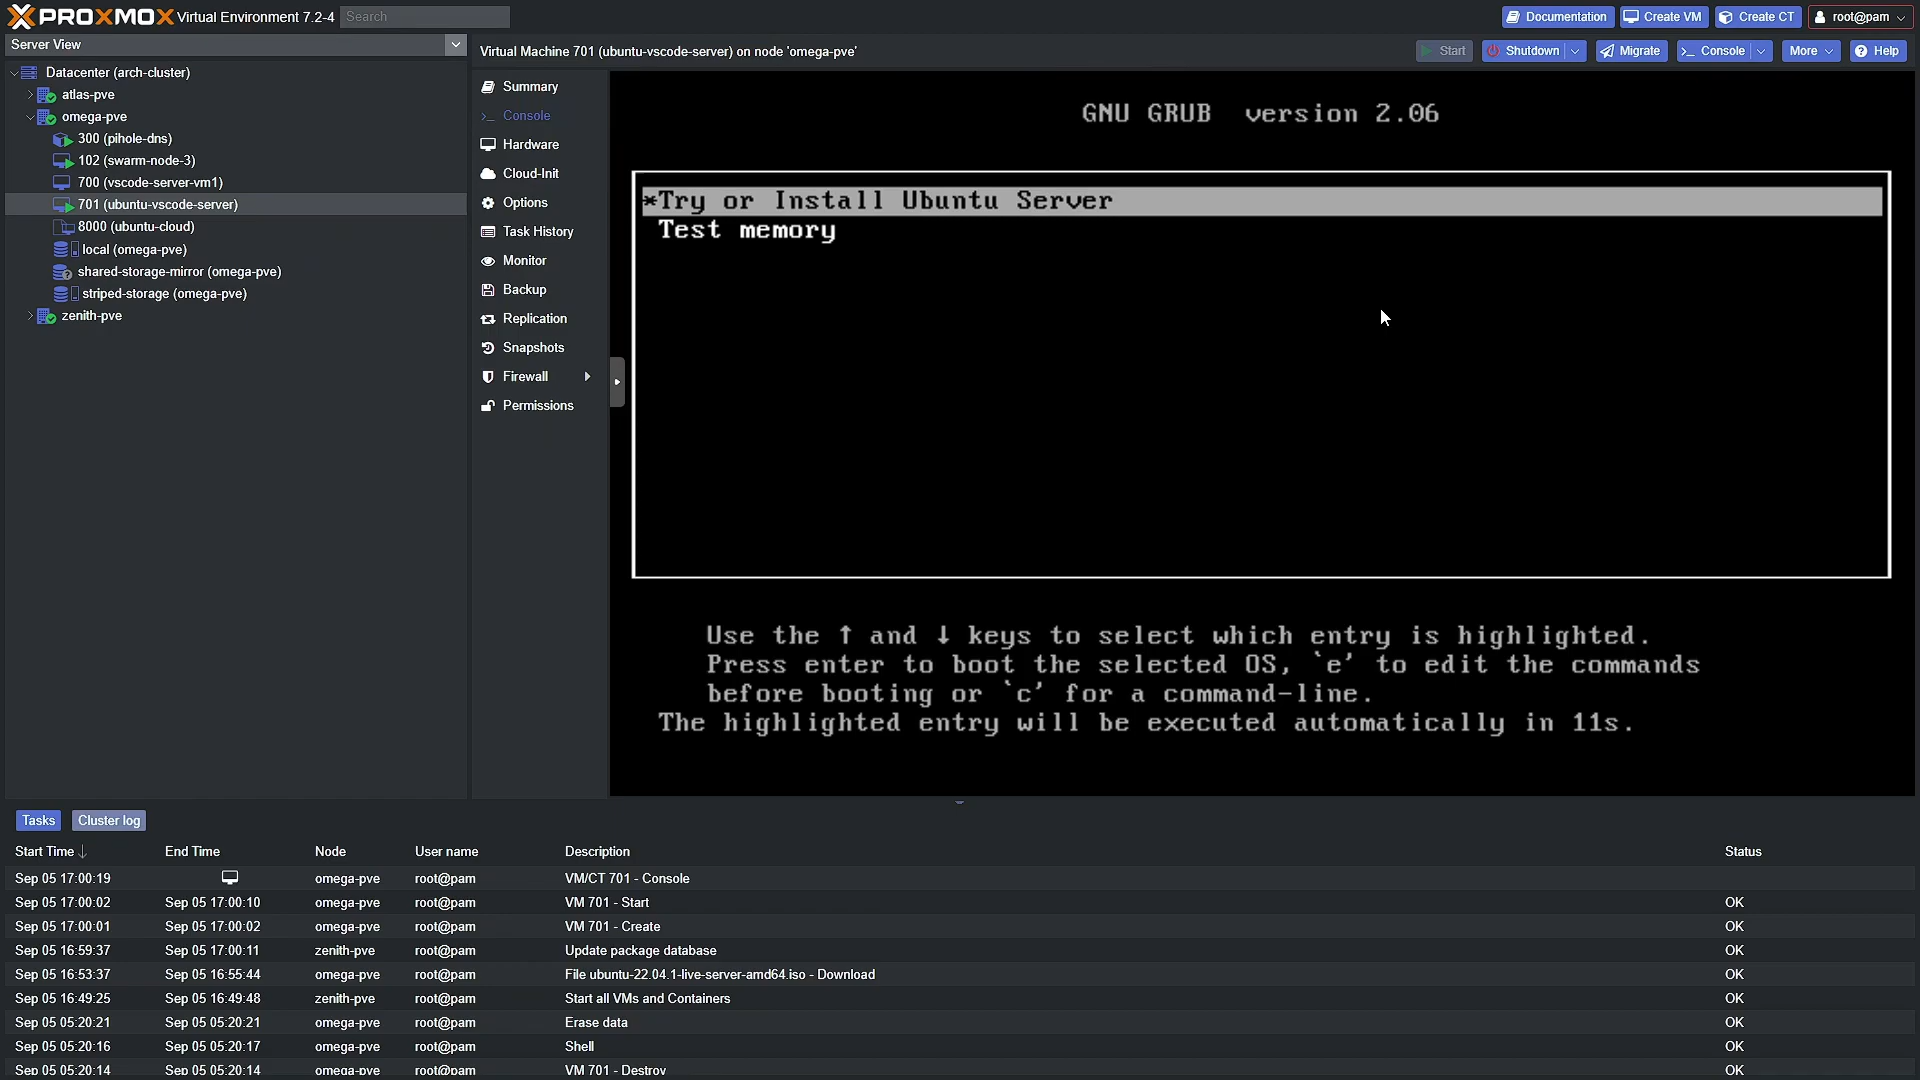 PROXMOX Virtual Environment 7.2-4 Search Documentation Create VM Create CT root@pam
Server View
Virtual Machine 701 (ubuntu-vscode-server) on node 'omega-pve' Start Shutdown Migrate Console More Help
Datacenter (arch-cluster)
atlas-pve
omega-pve
300 (pihole-dns)
102 (swarm-node-3)
700 (vscode-server-vm1)
701 (ubuntu-vscode-server)
8000 (ubuntu-cloud)
local (omega-pve)
shared-storage-mirror (omega-pve)
striped-storage (omega-pve)
zenith-pve
Summary
Console
Hardware
Cloud-Init
Options
Task History
Monitor
Backup
Replication
Snapshots
Firewall
Permissions
GNU GRUB version 2.06
*Try or Install Ubuntu Server
Test memory
Use the ↑ and ↓ keys to select which entry is highlighted.
Press enter to boot the selected OS, `e' to edit the commands
before booting or `c' for a command-line.
The highlighted entry will be executed automatically in 11s.
Tasks Cluster log
Start Time End Time Node User name Description Status
Sep 05 17:00:19 omega-pve root@pam VM/CT 701 - Console
Sep 05 17:00:02 Sep 05 17:00:10 omega-pve root@pam VM 701 - Start OK
Sep 05 17:00:01 Sep 05 17:00:02 omega-pve root@pam VM 701 - Create OK
Sep 05 16:59:37 Sep 05 17:00:11 zenith-pve root@pam Update package database OK
Sep 05 16:53:37 Sep 05 16:55:44 omega-pve root@pam File ubuntu-22.04.1-live-server-amd64.iso - Download OK
Sep 05 16:49:25 Sep 05 16:49:48 zenith-pve root@pam Start all VMs and Containers OK
Sep 05 05:20:21 Sep 05 05:20:21 omega-pve root@pam Erase data OK
Sep 05 05:20:16 Sep 05 05:20:17 omega-pve root@pam Shell OK
Sep 05 05:20:14 Sep 05 05:20:14 omega-pve root@pam VM 701 - Destroy OK